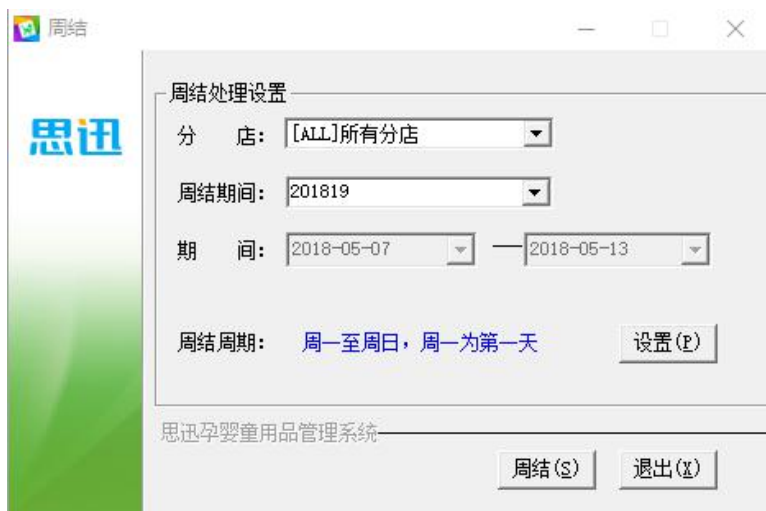 周结
思迅
周结处理设置
分 店: [ALL]所有分店
周结期间: 201819
期 间: 2018-05-07 — 2018-05-13
周结周期: 周一至周日，周一为第一天 设置(P)
思迅孕婴童用品管理系统
周结(S) 退出(X)